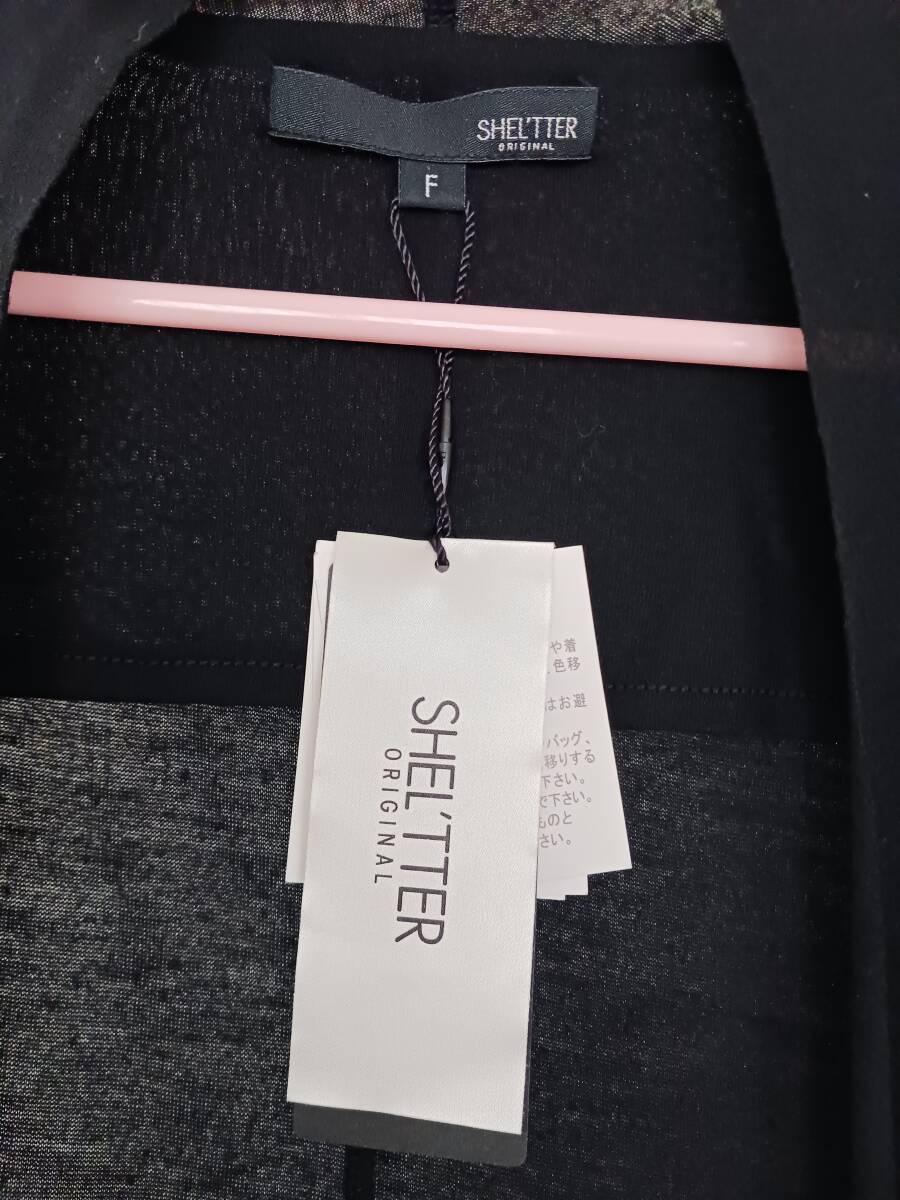 SHEL'TTER
ORIGINAL
F
SHEL'TTER
ORIGINAL
や着
色移
はお避
バッグ、
移りする
下さい。
で下さい。
ものと
さい。